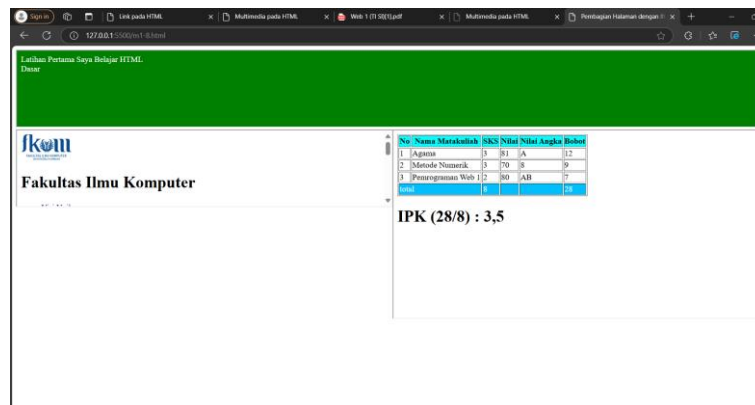 Sign in
Link pada HTML
Multimedia pada HTML
Web 1 (TI SI)[1].pdf
Multimedia pada HTML
Pembagian Halaman dengan
127.0.0.1:5500/m1-8.html
Latihan Pertama Saya Belajar HTML
Dasar
fkom
Fakultas Ilmu Komputer
No Nama Matakuliah SKS Nilai Nilai Angka Bobot
1 Agama 3 81 A 12
2 Metode Numerik 3 70 8 9
3 Pemrograman Web 1 2 80 AB 7
total 8 28
IPK (28/8) : 3,5